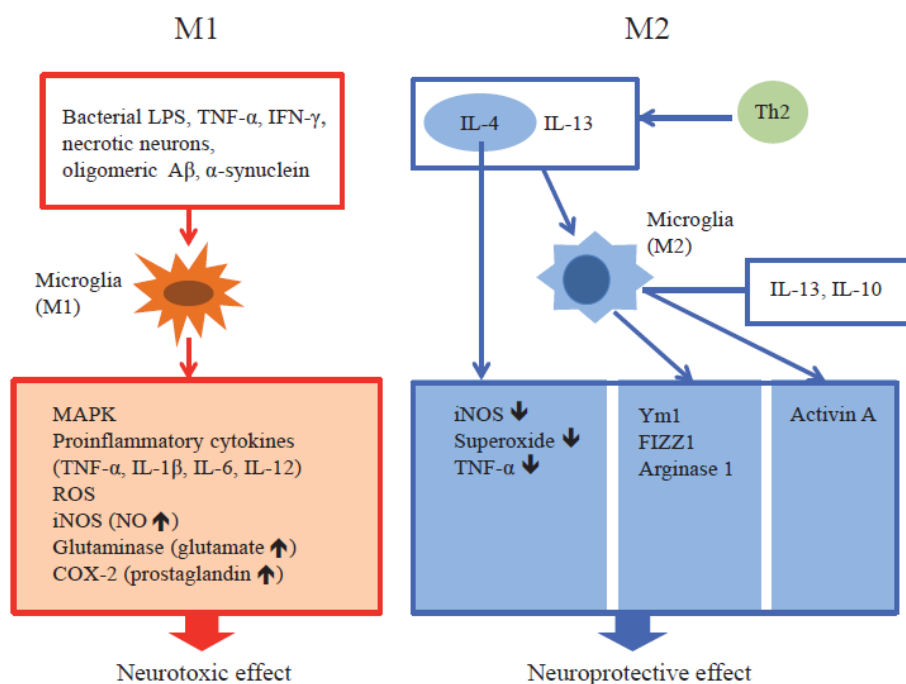 M1
Bacterial LPS, TNF-α, IFN-γ,
necrotic neurons,
oligomeric Aβ, α-synuclein
Microglia
(M1)
MAPK
Proinflammatory cytokines
(TNF-α, IL-1β, IL-6, IL-12)
ROS
iNOS (NO ↑)
Glutaminase (glutamate ↑)
COX-2 (prostaglandin ↑)
Neurotoxic effect
M2
IL-4
IL-13
Th2
Microglia
(M2)
IL-13, IL-10
iNOS ↓
Superoxide ↓
TNF-α ↓
Ym1
FIZZ1
Arginase 1
Activin A
Neuroprotective effect